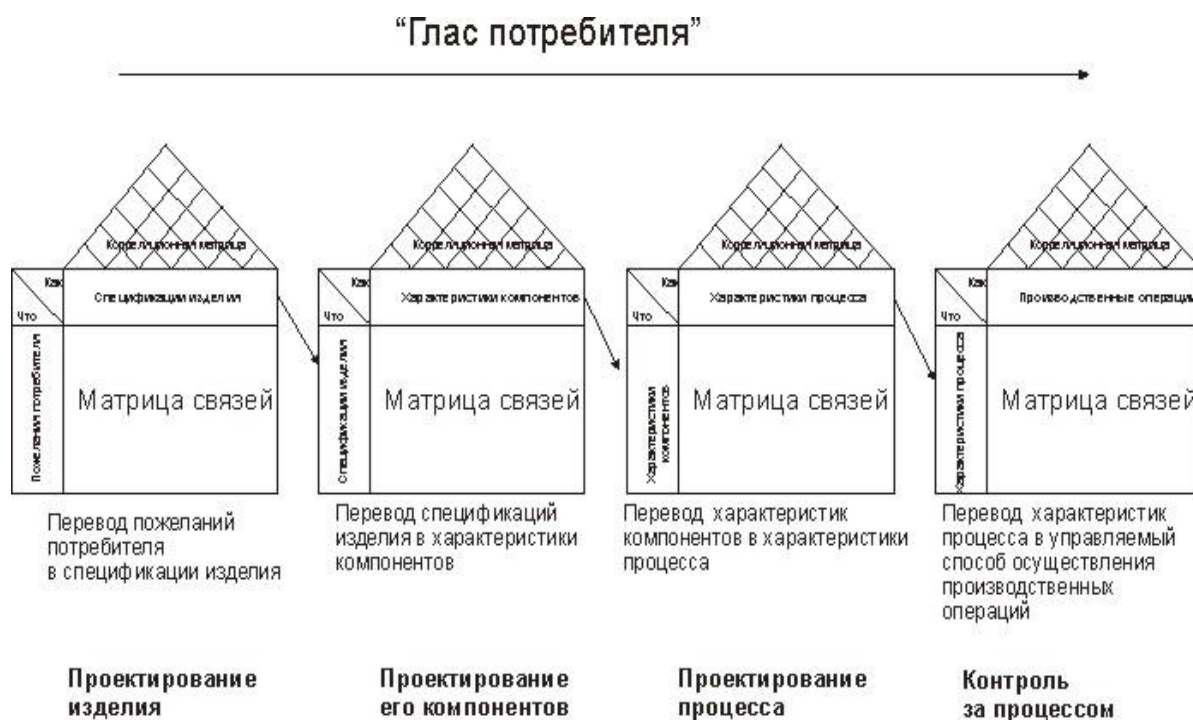 “Глас потребителя”
Корреляционная матрица
Как
Что
Спецификации изделия
Пожелания потребителя
Матрица связей
Перевод пожеланий
потребителя
в спецификации изделия
Проектирование
изделия
Корреляционная матрица
Как
Что
Характеристики компонентов
Спецификации изделия
Матрица связей
Перевод спецификаций
изделия в характеристики
компонентов
Проектирование
его компонентов
Корреляционная матрица
Как
Что
Характеристики процесса
Характеристики
компонентов
Матрица связей
Перевод характеристик
компонентов в характеристики
процесса
Проектирование
процесса
Корреляционная матрица
Как
Что
Производственные операции
Характеристики процесса
Матрица связей
Перевод характеристик
процесса в управляемый
способ осуществления
производственных
операций
Контроль
за процессом